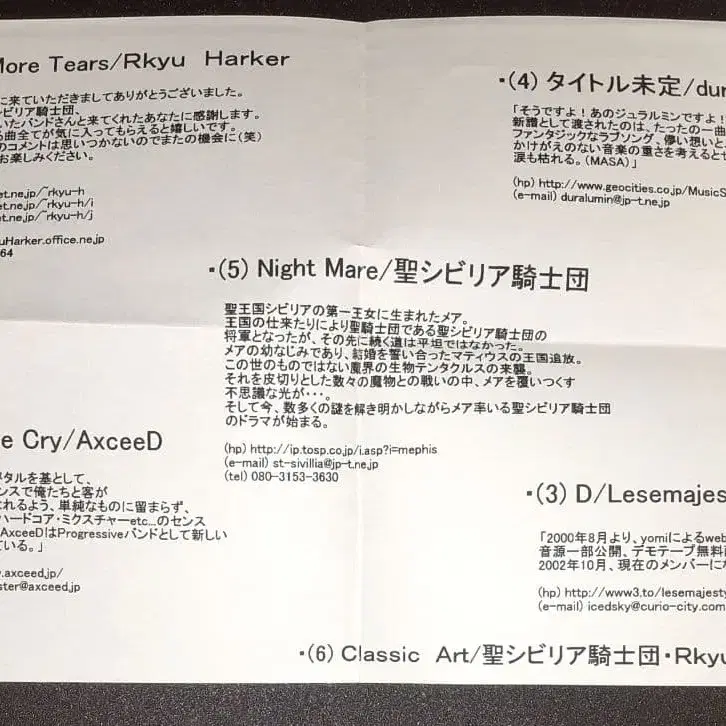 More Tears/Rkyu Harker
に来ていただきましてありがとうございました。
シビリア騎士団、
いたバンドさんと来てくれたあなたに感謝します。
る曲全てが気に入ってもらえると嬉しいです。
のコメントは思いつかないのでまたの機会に(笑)
お楽しみください。
et.ne.jp/~rkyu-h
et.ne.jp/~rkyu-h/i
et.ne.jp/~rkyu-h/j
uHarker.office.ne.jp
64
・(4) タイトル未定/dur
「そうですよ！あのジュラルミンですよ！
新譜として渡されたのは、たったの一曲
ファンタジックなラブソング、儚い想いと、
かけがえのない音楽の重さを考えるとせ
涙も枯れる。(MASA)」
(hp) http://www.geocities.co.jp/MusicS
(e-mail) duralumin@jp-t.ne.jp
・(5) Night Mare/聖シビリア騎士団
聖王国シビリアの第一王女に生まれたメア。
王国の仕来たりにより聖騎士団である聖シビリア騎士団の
将軍となったが、その先に続く道は平坦ではなかった。
メアの幼なじみであり、結婚を誓い合ったマティウスの王国追放。
この世のものではない魔界の生物テンタクルスの来襲。
それを皮切りとした数々の魔物との戦いの中、メアを覆いつくす
不思議な光が・・・。
そして今、数多くの謎を解き明かしながらメア率いる聖シビリア騎士団
のドラマが始まる。
(hp) http://ip.tosp.co.jp/i.asp?i=mephis
(e-mail) st-sivillia@jp-t.ne.jp
(tel) 080-3153-3630
e Cry/AxceeD
メタルを基として、
ンスで俺たちと客が
れるよう、単純なものに留まらず、
ハードコア・ミクスチャーetc...のセンス
AxceeDはProgressiveバンドとして新しい
ている。」
.axceed.jp/
ster@axceed.jp
・(3) D/Lesemajes
「2000年8月より、yomiによるweb
音源一部公開、デモテープ無料
2002年10月、現在のメンバーにな
(hp) http://www3.to/lesemajesty
(e-mail) icedsky@curio-city.com
・(6) Classic Art/聖シビリア騎士団・Rkyu